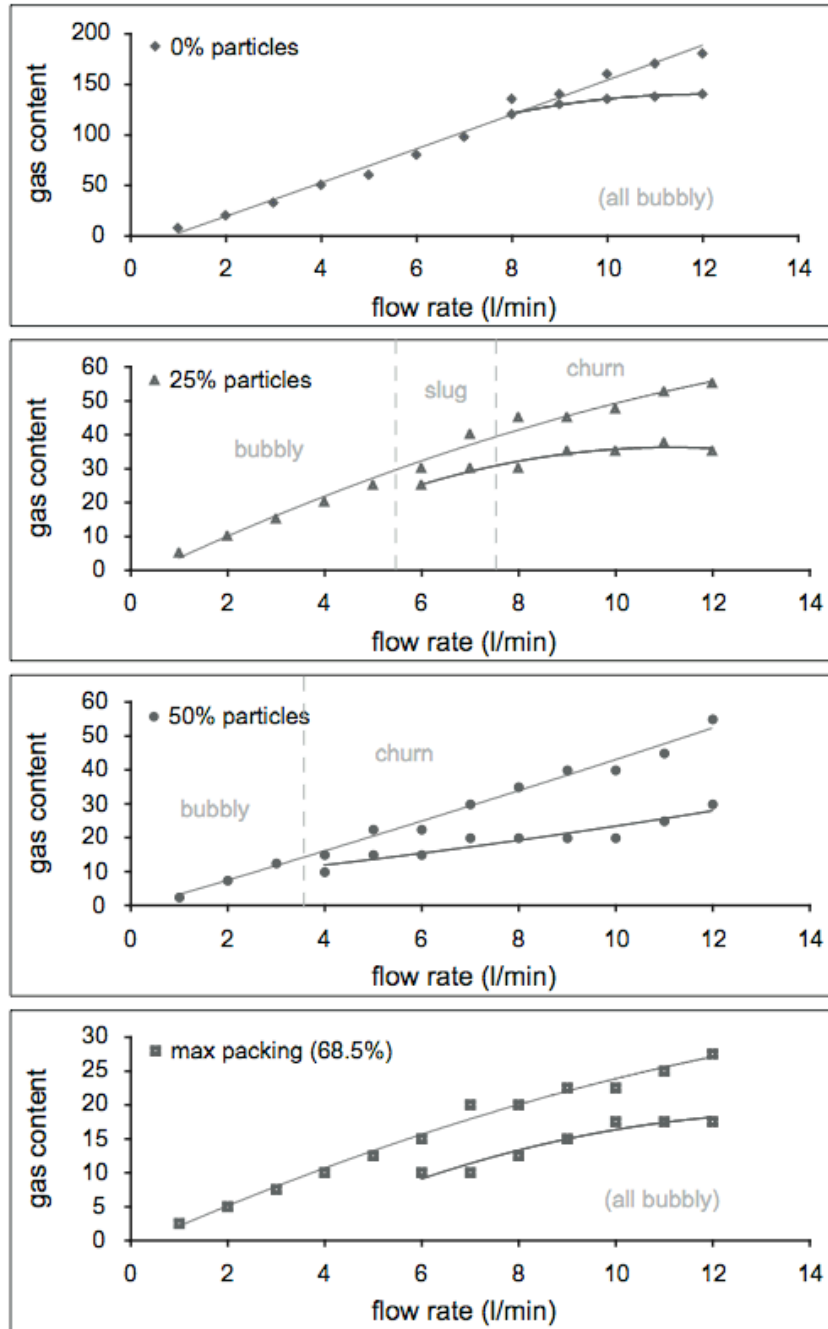 200
0% particles
150
100
50
0
gas content
(all bubbly)
0 2 4 6 8 10 12 14
flow rate (l/min)
60
25% particles
slug
churn
50
40
bubbly
30
20
10
0
gas content
0 2 4 6 8 10 12 14
flow rate (l/min)
60
50% particles
50
churn
40
bubbly
30
20
10
0
gas content
0 2 4 6 8 10 12 14
flow rate (l/min)
30
max packing (68.5%)
25
20
15
10
5
0
gas content
(all bubbly)
0 2 4 6 8 10 12 14
flow rate (l/min)